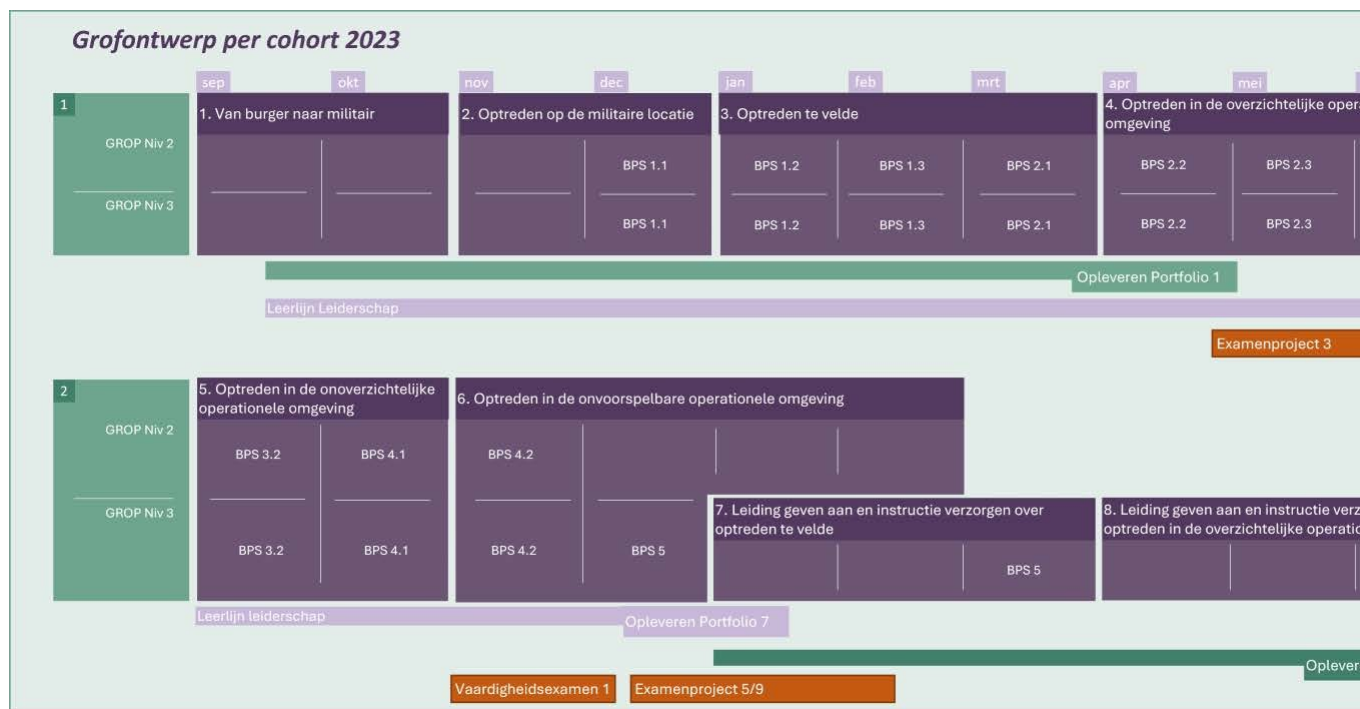 Grofontwerp per cohort 2023
sep
okt
nov
dec
jan
feb
mrt
apr
mei
1
GROP Niv 2
GROP Niv 3
1. Van burger naar militair
2. Optreden op de militaire locatie
3. Optreden te velde
4. Optreden in de overzichtelijke opera
omgeving
BPS 1.1
BPS 1.2
BPS 1.3
BPS 2.1
BPS 2.2
BPS 2.3
BPS 1.1
BPS 1.2
BPS 1.3
BPS 2.1
BPS 2.2
BPS 2.3
Opleveren Portfolio 1
Leerlijn Leiderschap
Examenproject 3
2
GROP Niv 2
GROP Niv 3
5. Optreden in de onoverzichtelijke
operationele omgeving
6. Optreden in de onvoorspelbare operationele omgeving
BPS 3.2
BPS 4.1
BPS 4.2
7. Leiding geven aan en instructie verzorgen over
optreden te velde
8. Leiding geven aan en instructie verz
optreden in de overzichtelijke operatio
BPS 3.2
BPS 4.1
BPS 4.2
BPS 5
BPS 5
Leerlijn leiderschap
Opleveren Portfolio 7
Oplever
Vaardigheidsexamen 1
Examenproject 5/9